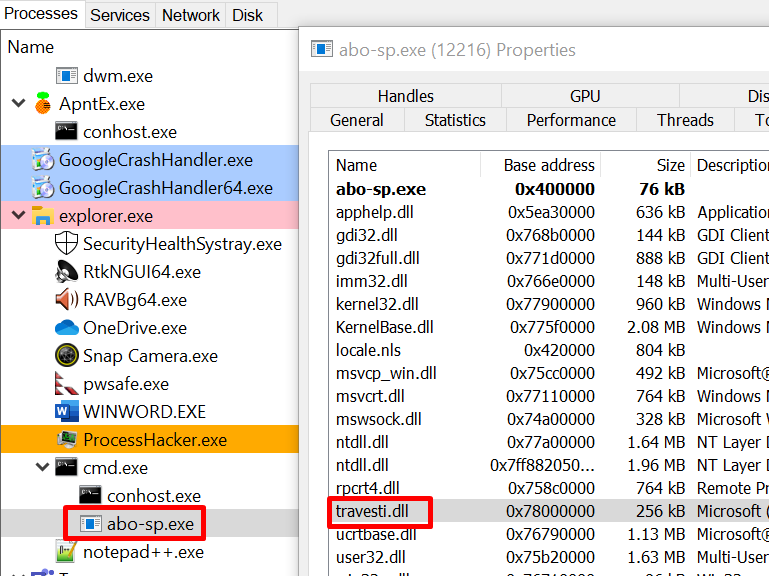 Processes Services Network Disk
Name
dwm.exe
ApntEx.exe
conhost.exe
GoogleCrashHandler.exe
GoogleCrashHandler64.exe
explorer.exe
SecurityHealthSystray.exe
RtkNGUI64.exe
RAVBg64.exe
OneDrive.exe
Snap Camera.exe
pwsafe.exe
WINWORD.EXE
ProcessHacker.exe
cmd.exe
conhost.exe
abo-sp.exe
notepad++.exe
abo-sp.exe (12216) Properties
Handles GPU Dis
General Statistics Performance Threads To
Name Base address Size Description
abo-sp.exe 0x400000 76 kB
apphelp.dll 0x5ea30000 636 kB Application
gdi32.dll 0x768b0000 144 kB GDI Client
gdi32full.dll 0x771d0000 888 kB GDI Client
imm32.dll 0x766e0000 148 kB Multi-User
kernel32.dll 0x77900000 960 kB Windows N
KernelBase.dll 0x775f0000 2.08 MB Windows N
locale.nls 0x420000 804 kB
msvcp_win.dll 0x75cc0000 492 kB Microsoft®
msvcrt.dll 0x77110000 764 kB Windows N
mswsock.dll 0x74a00000 328 kB Microsoft W
ntdll.dll 0x77a00000 1.64 MB NT Layer D
ntdll.dll 0x7ff882050... 1.96 MB NT Layer D
rpcrt4.dll 0x758c0000 764 kB Remote Pr
travesti.dll 0x78000000 256 kB Microsoft (
ucrtbase.dll 0x76790000 1.13 MB Microsoft®
user32.dll 0x75b20000 1.63 MB Multi-User